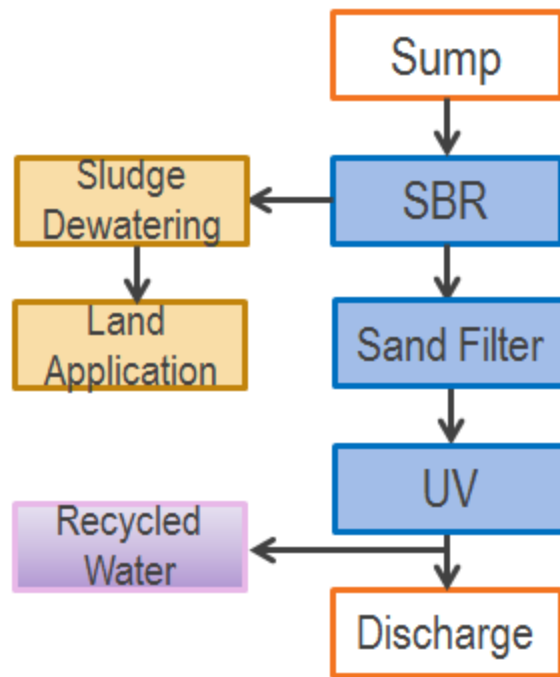 Sump
Sludge
Dewatering
SBR
Land
Application
Sand Filter
UV
Recycled
Water
Discharge